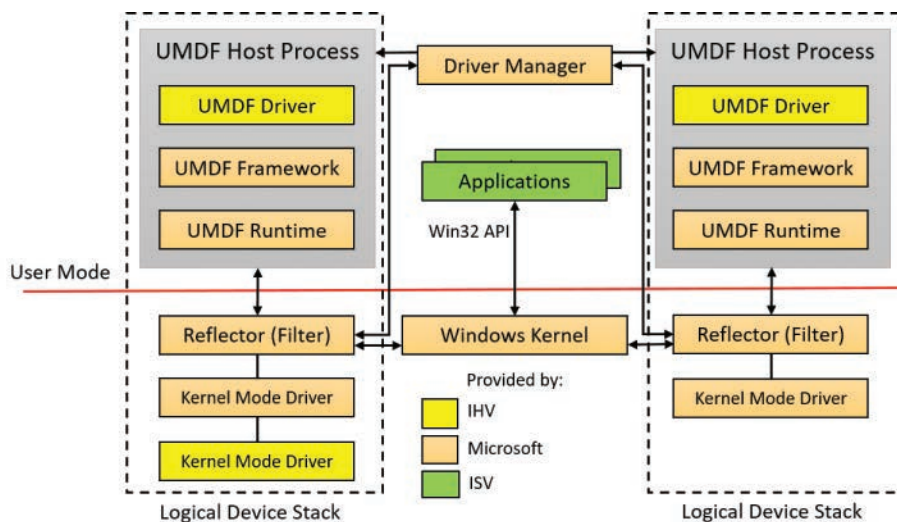 UMDF Host Process
UMDF Driver
UMDF Framework
UMDF Runtime
Driver Manager
Applications
Win32 API
UMDF Host Process
UMDF Driver
UMDF Framework
UMDF Runtime
User Mode
Reflector (Filter)
Kernel Mode Driver
Kernel Mode Driver
Logical Device Stack
Windows Kernel
Provided by:
IHV
Microsoft
ISV
Reflector (Filter)
Kernel Mode Driver
Logical Device Stack